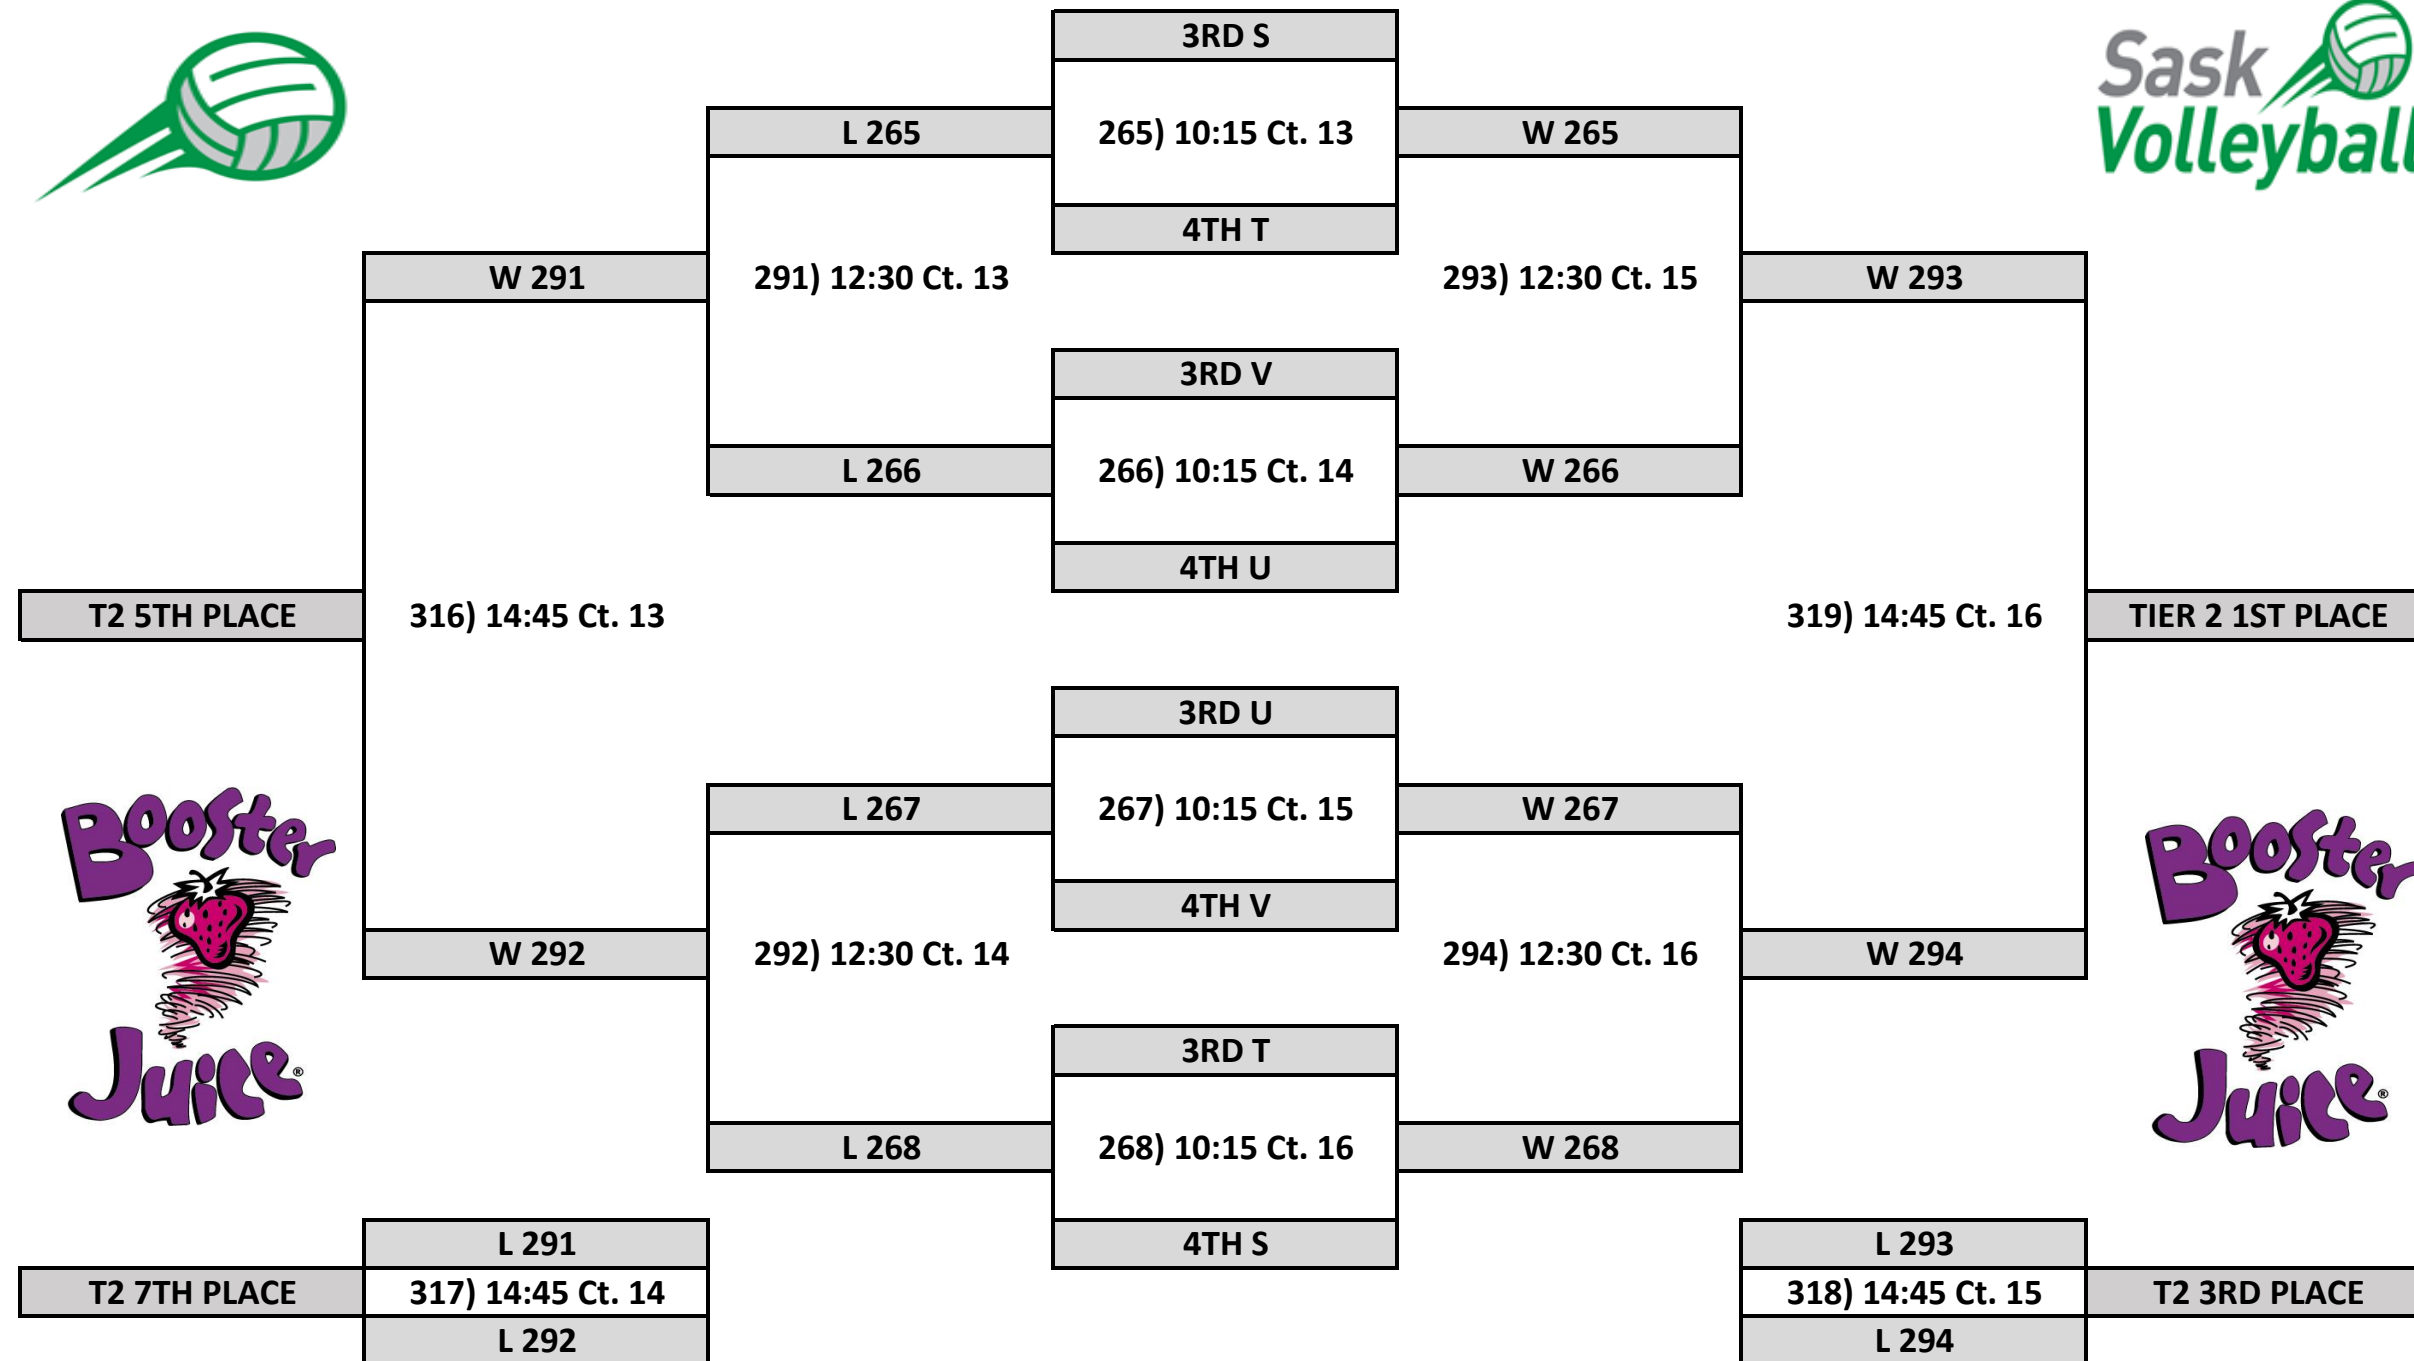 3RD S
Sask
Volleyball
L 265
265) 10:15 Ct. 13
W 265
4TH T
W 291
291) 12:30 Ct. 13
293) 12:30 Ct. 15
W 293
3RD V
L 266
266) 10:15 Ct. 14
W 266
4TH U
T2 5TH PLACE
316) 14:45 Ct. 13
319) 14:45 Ct. 16
TIER 2 1ST PLACE
3RD U
Booster
Juice®
L 267
267) 10:15 Ct. 15
W 267
Booster
Juice®
4TH V
W 292
292) 12:30 Ct. 14
294) 12:30 Ct. 16
W 294
3RD T
L 268
268) 10:15 Ct. 16
W 268
L 291
4TH S
L 293
T2 7TH PLACE
317) 14:45 Ct. 14
318) 14:45 Ct. 15
T2 3RD PLACE
L 292
L 294